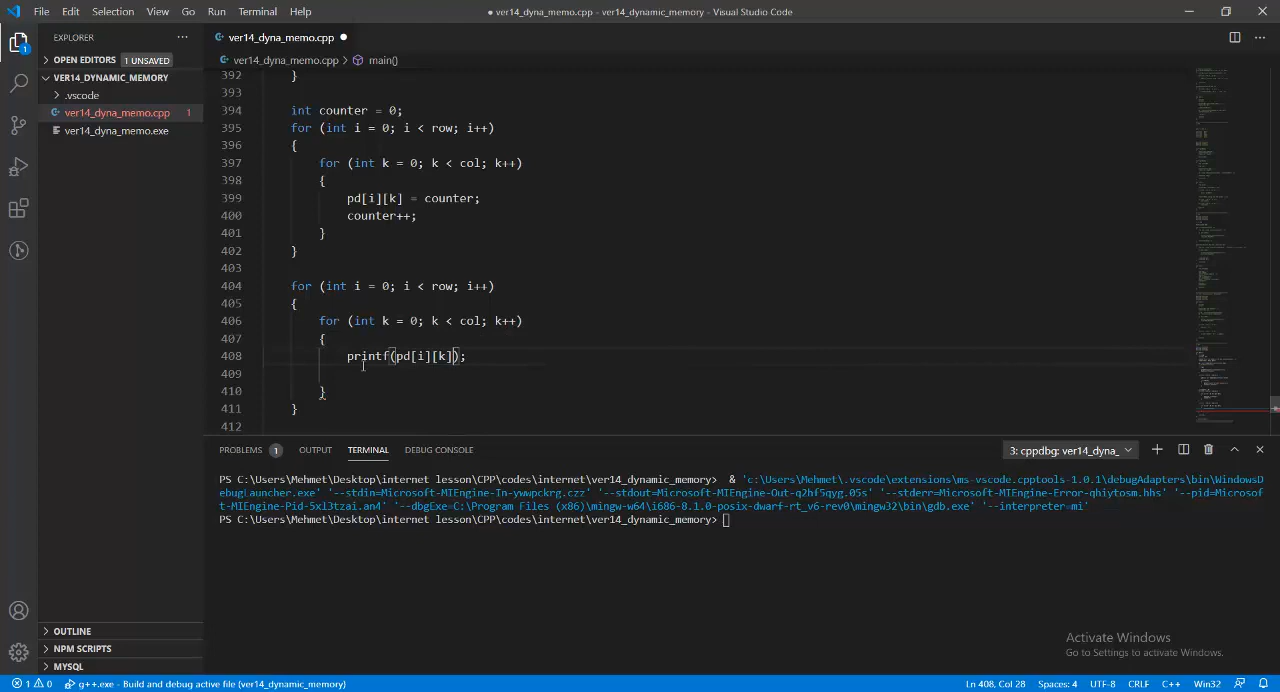 File Edit Selection View Go Run Terminal Help
● ver14_dyna_memo.cpp - ver14_dynamic_memory - Visual Studio Code
EXPLORER
OPEN EDITORS 1 UNSAVED
VER14_DYNAMIC_MEMORY
.vscode
ver14_dyna_memo.cpp 1
ver14_dyna_memo.exe
OUTLINE
NPM SCRIPTS
MYSQL
ver14_dyna_memo.cpp ●
ver14_dyna_memo.cpp > main()
392 }
393
394 int counter = 0;
395 for (int i = 0; i < row; i++)
396 {
397 for (int k = 0; k < col; k++)
398 {
399 pd[i][k] = counter;
400 counter++;
401 }
402 }
403
404 for (int i = 0; i < row; i++)
405 {
406 for (int k = 0; k < col; k++)
407 {
408 printf(pd[i][k]);
409
410 }
411 }
412
PROBLEMS 1 OUTPUT TERMINAL DEBUG CONSOLE
3: cppdbg: ver14_dyna_
PS C:\Users\Mehmet\Desktop\internet lesson\CPP\codes\internet\ver14_dynamic_memory> & 'c:\Users\Mehmet\.vscode\extensions\ms-vscode.cpptools-1.0.1\debugAdapters\bin\WindowsD
ebugLauncher.exe' '--stdin=Microsoft-MIEngine-In-ywwpckrg.czz' '--stdout=Microsoft-MIEngine-Out-q2hf5qyg.05s' '--stderr=Microsoft-MIEngine-Error-qhiytosm.hhs' '--pid=Microsof
t-MIEngine-Pid-5xl3tzai.an4' '--dbgExe=C:\Program Files (x86)\mingw-w64\i686-8.1.0-posix-dwarf-rt_v6-rev0\mingw32\bin\gdb.exe' '--interpreter=mi'
PS C:\Users\Mehmet\Desktop\internet lesson\CPP\codes\internet\ver14_dynamic_memory>
Activate Windows
Go to Settings to activate Windows.
1 0 g++.exe - Build and debug active file (ver14_dynamic_memory)
Ln 408, Col 28 Spaces: 4 UTF-8 CRLF C++ Win32